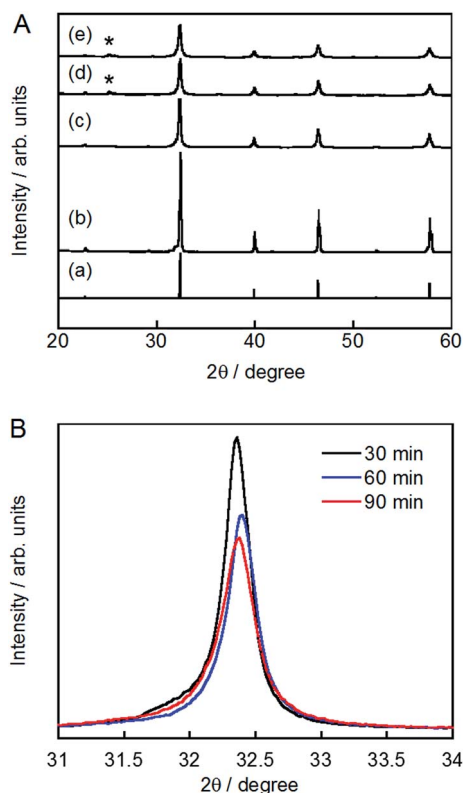 A
(e)
*
(d)
*
(c)
(b)
(a)
Intensity / arb. units
20 30 40 50 60
2θ / degree
B
30 min
60 min
90 min
Intensity / arb. units
31 31.5 32 32.5 33 33.5 34
2θ / degree